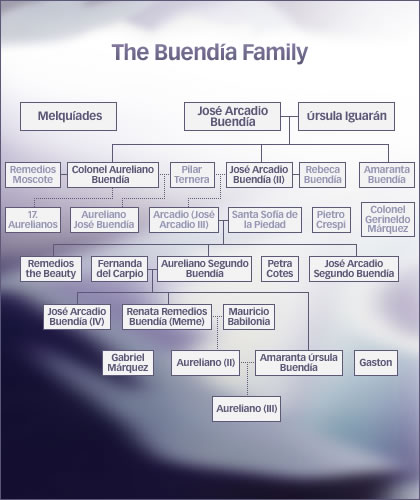 The Buendía Family
Melquíades
José Arcadio
Buendía
Úrsula Iguarán
Remedios
Moscote
Colonel Aureliano
Buendía
Pilar
Ternera
José Arcadio
Buendía (II)
Rebeca
Buendía
Amaranta
Buendía
17.
Aurelianos
Aureliano
José Buendía
Arcadio (José
Arcadio III)
Santa Sofía de
la Piedad
Pietro
Crespi
Colonel
Gerineldo
Márquez
Remedios
the Beauty
Fernanda
del Carpio
Aureliano Segundo
Buendía
Petra
Cotes
José Arcadio
Segundo Buendía
José Arcadio
Buendía (IV)
Renata Remedios
Buendía (Meme)
Mauricio
Babilonia
Gabriel
Márquez
Aureliano (II)
Amaranta Úrsula
Buendía
Gaston
Aureliano (III)